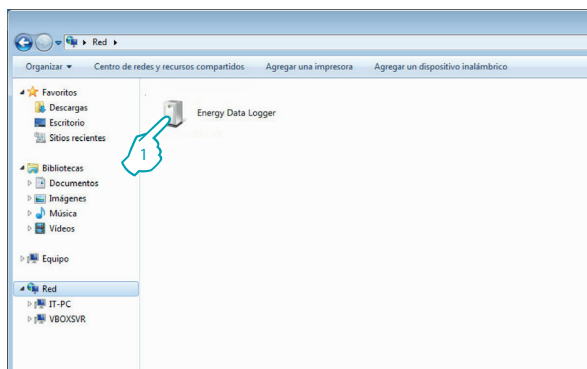 Red
Organizar Centro de redes y recursos compartidos Agregar una impresora Agregar un dispositivo inalámbrico
Favoritos
Descargas
Escritorio
Sitios recientes
Bibliotecas
Documentos
Imágenes
Música
Vídeos
Equipo
Red
IT-PC
VBOXSVR
Energy Data Logger
1